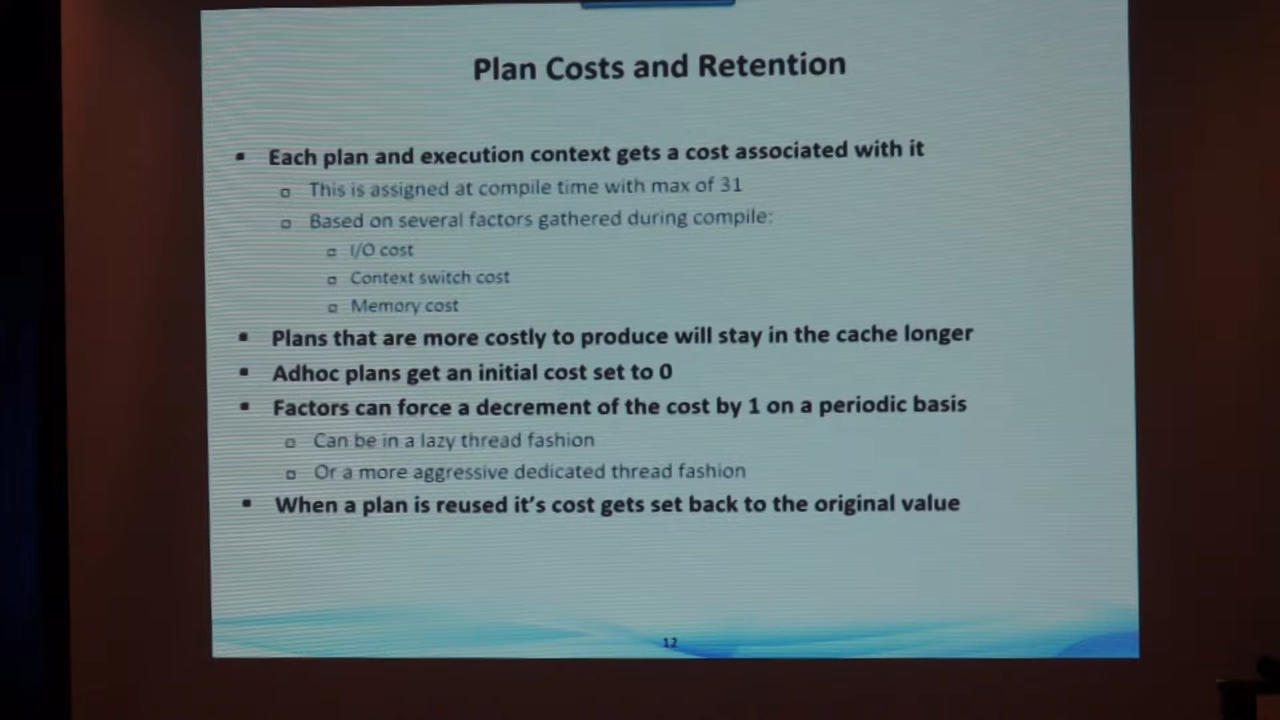 Plan Costs and Retention
Each plan and execution context gets a cost associated with it
This is assigned at compile time with max of 31
Based on several factors gathered during compile:
I/O cost
Context switch cost
Memory cost
Plans that are more costly to produce will stay in the cache longer
Adhoc plans get an initial cost set to 0
Factors can force a decrement of the cost by 1 on a periodic basis
Can be in a lazy thread fashion
Or a more aggressive dedicated thread fashion
When a plan is reused it's cost gets set back to the original value
12